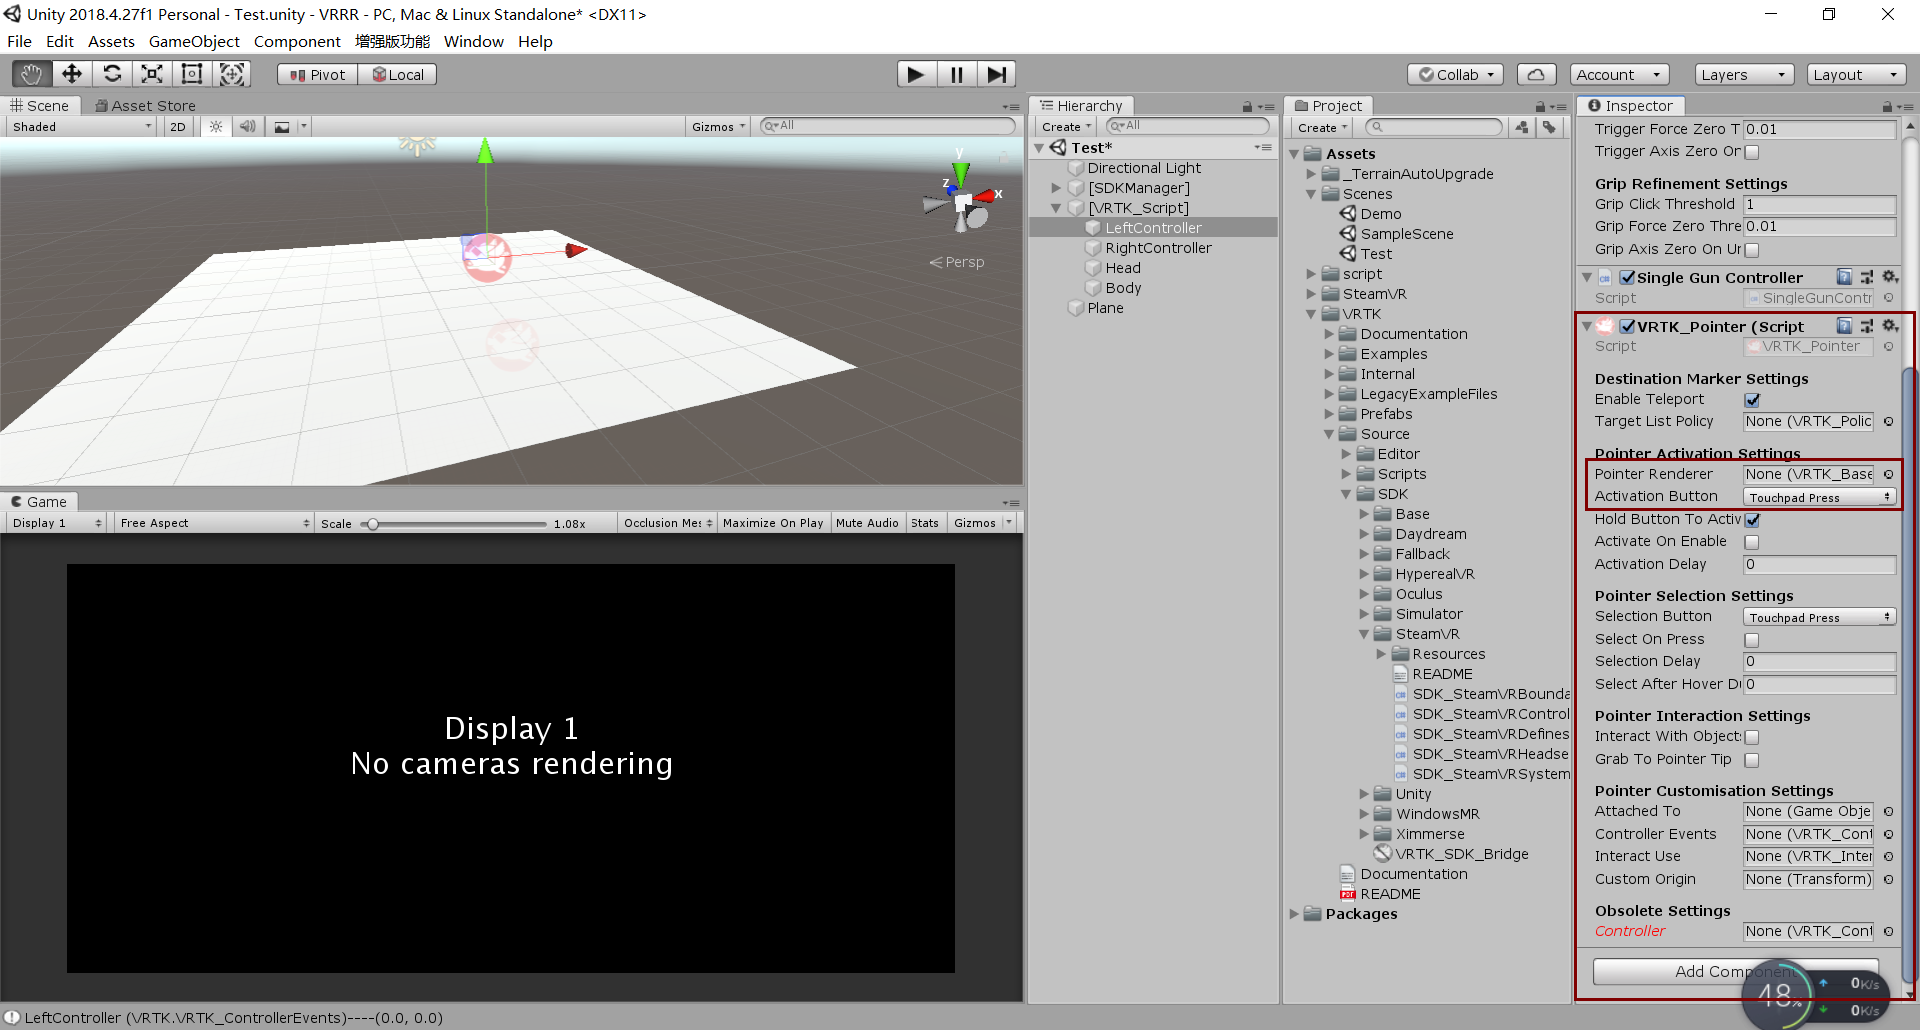 Unity 2018.4.27f1 Personal - Test.unity - VRRR - PC, Mac & Linux Standalone* <DX11>
File Edit Assets GameObject Component 增强版功能 Window Help
Pivot Local Collab Account Layers Layout
Scene Asset Store
Shaded 2D Gizmos All
y
z
x
Persp
Game
Display 1 Free Aspect Scale 1.08x Occlusion Mes Maximize On Play Mute Audio Stats Gizmos
Display 1
No cameras rendering
Hierarchy
Create All
Test*
Directional Light
[SDKManager]
[VRTK_Script]
LeftController
RightController
Head
Body
Plane
Project
Create
Assets
_TerrainAutoUpgrade
Scenes
Demo
SampleScene
Test
script
SteamVR
VRTK
Documentation
Examples
Internal
LegacyExampleFiles
Prefabs
Source
Editor
Scripts
SDK
Base
Daydream
Fallback
HyperealVR
Oculus
Simulator
SteamVR
Resources
README
SDK_SteamVRBounda
SDK_SteamVRControl
SDK_SteamVRDefines
SDK_SteamVRHeadse
SDK_SteamVRSystem
Unity
WindowsMR
Ximmerse
VRTK_SDK_Bridge
Documentation
README
Packages
Inspector
Trigger Force Zero T 0.01
Trigger Axis Zero On
Grip Refinement Settings
Grip Click Threshold 1
Grip Force Zero Thre 0.01
Grip Axis Zero On Un
Single Gun Controller
Script SingleGunContr
VRTK_Pointer (Script
Script VRTK_Pointer
Destination Marker Settings
Enable Teleport
Target List Policy None (VRTK_Polic
Pointer Activation Settings
Pointer Renderer None (VRTK_Base
Activation Button Touchpad Press
Hold Button To Activ
Activate On Enable
Activation Delay 0
Pointer Selection Settings
Selection Button Touchpad Press
Select On Press
Selection Delay 0
Select After Hover Du 0
Pointer Interaction Settings
Interact With Objects
Grab To Pointer Tip
Pointer Customisation Settings
Attached To None (Game Obje
Controller Events None (VRTK_Cont
Interact Use None (VRTK_Inter
Custom Origin None (Transform)
Obsolete Settings
Controller None (VRTK_Cont
Add Component
48%
0K/s
0K/s
LeftController (VRTK.VRTK_ControllerEvents)----(0.0, 0.0)